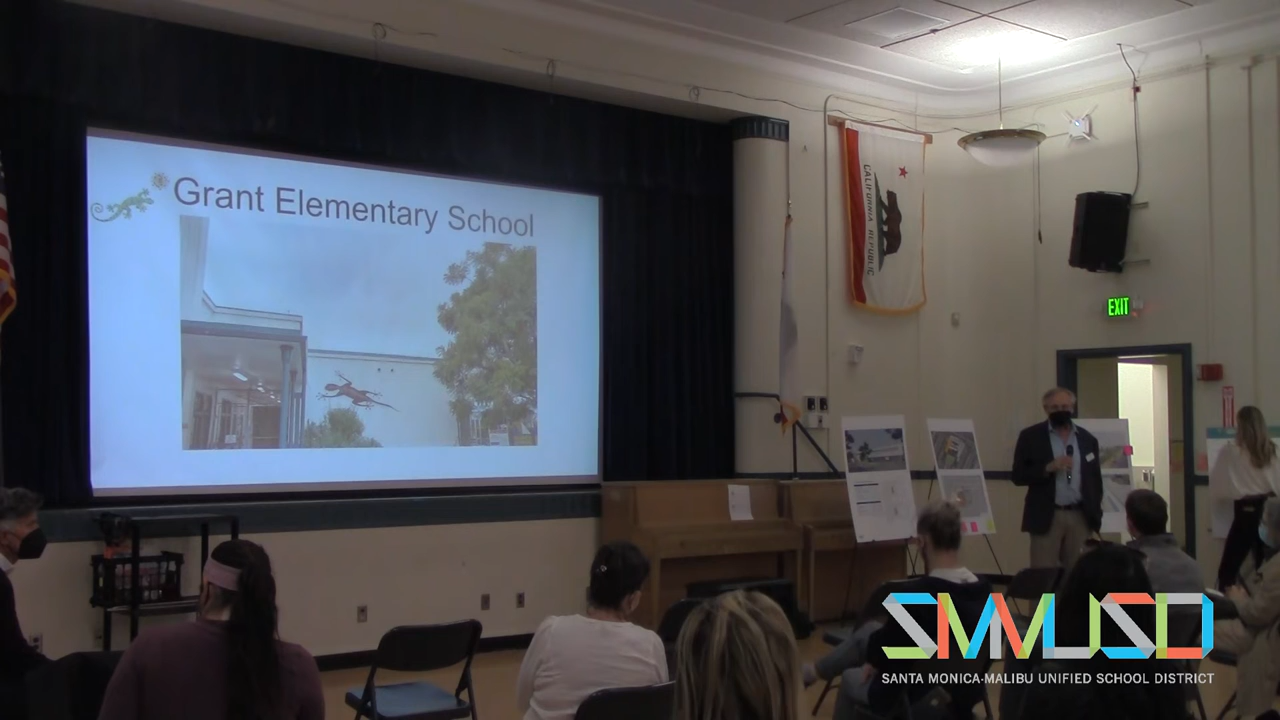 Grant Elementary School
CALIFORNIA REPUBLIC
EXIT
SMMUSD
SANTA MONICA-MALIBU UNIFIED SCHOOL DISTRICT